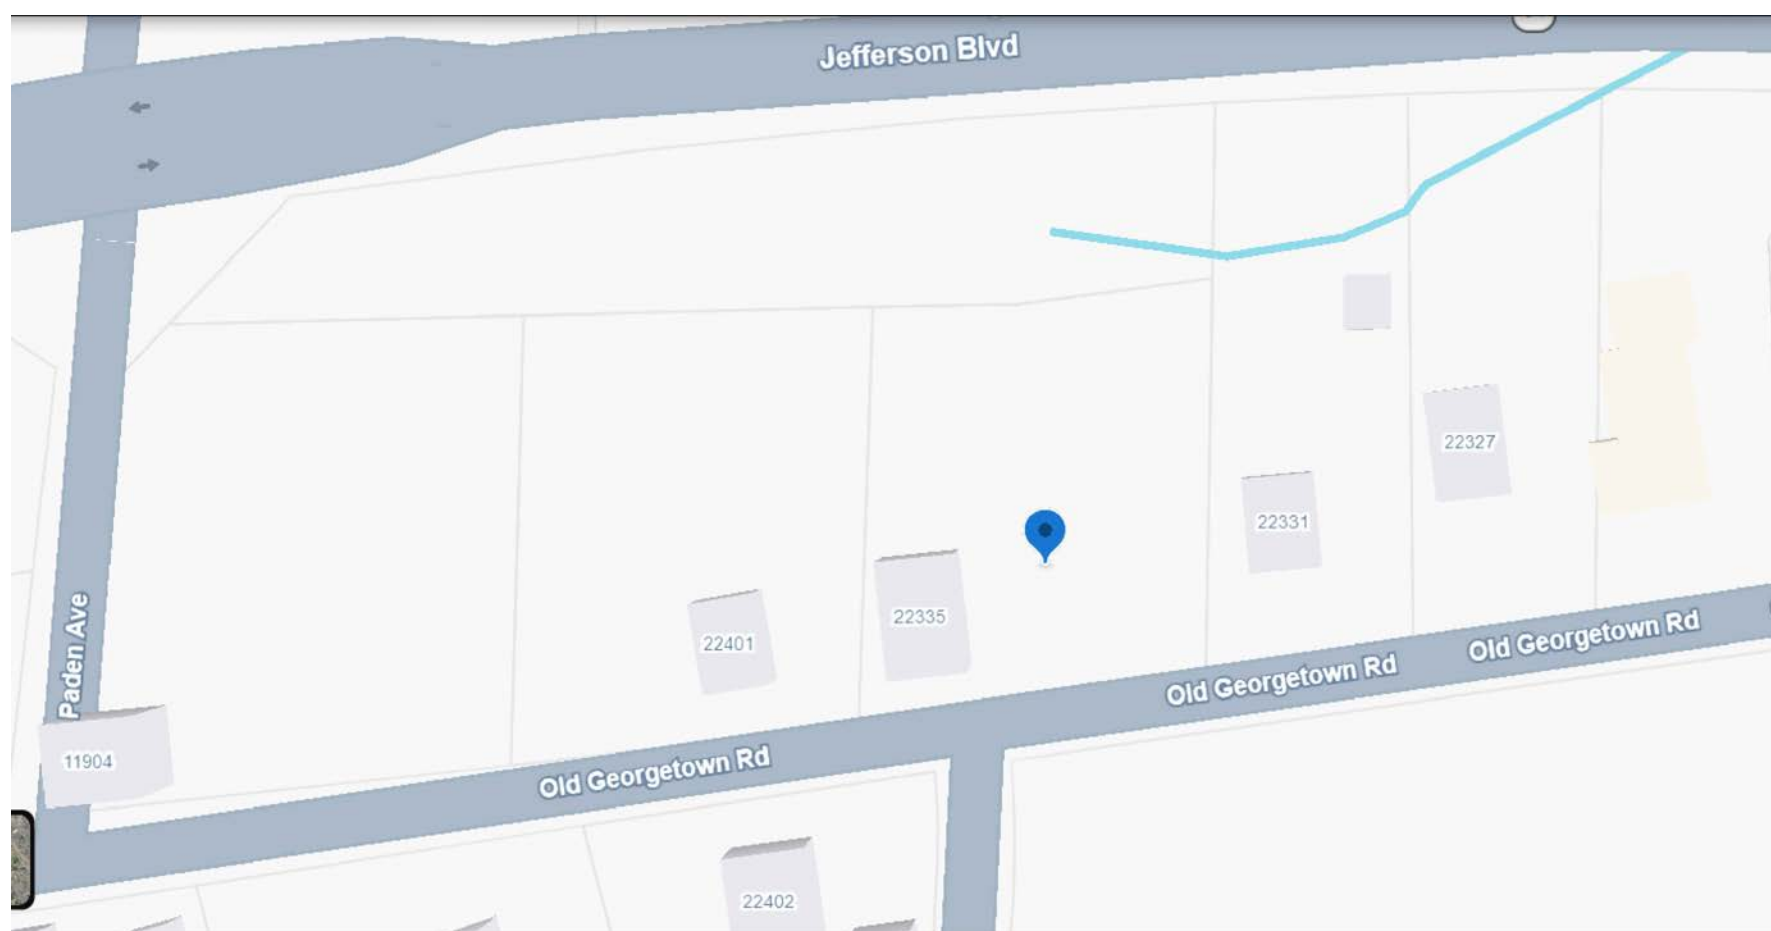 Jefferson Blvd
22327
22331
22335
22401
Paden Ave
Old Georgetown Rd
Old Georgetown Rd
11904
Old Georgetown Rd
22402